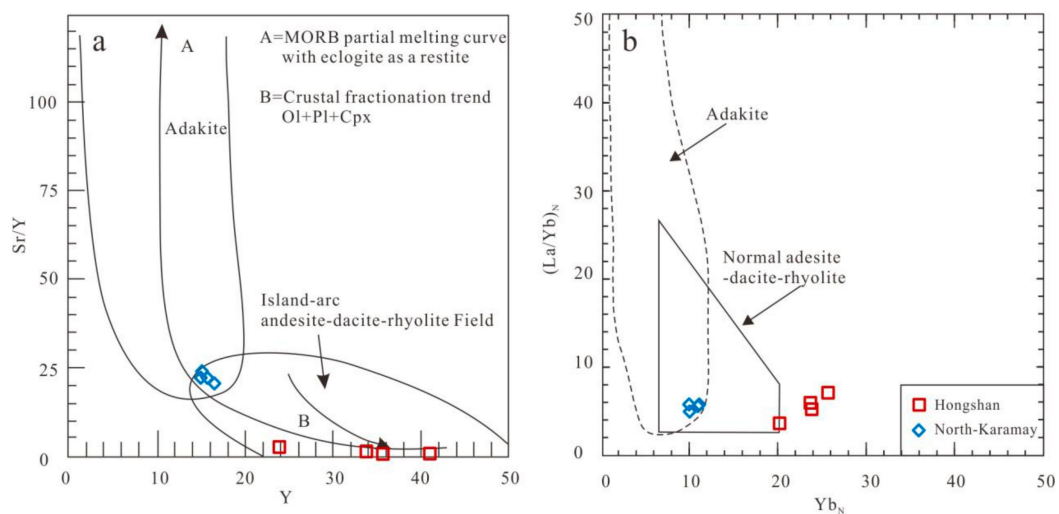 a
A
A=MORB partial melting curve
with eclogite as a restite
B=Crustal fractionation trend
Ol+Pl+Cpx
Adakite
Island-arc
andesite-dacite-rhyolite Field
B
Sr/Y
100
75
50
25
0
0
10
20
30
40
50
Y
b
Adakite
Normal adesite
-dacite-rhyolite
(La/Yb)N
50
40
30
20
10
0
0
10
20
30
40
50
YbN
Hongshan
North-Karamay